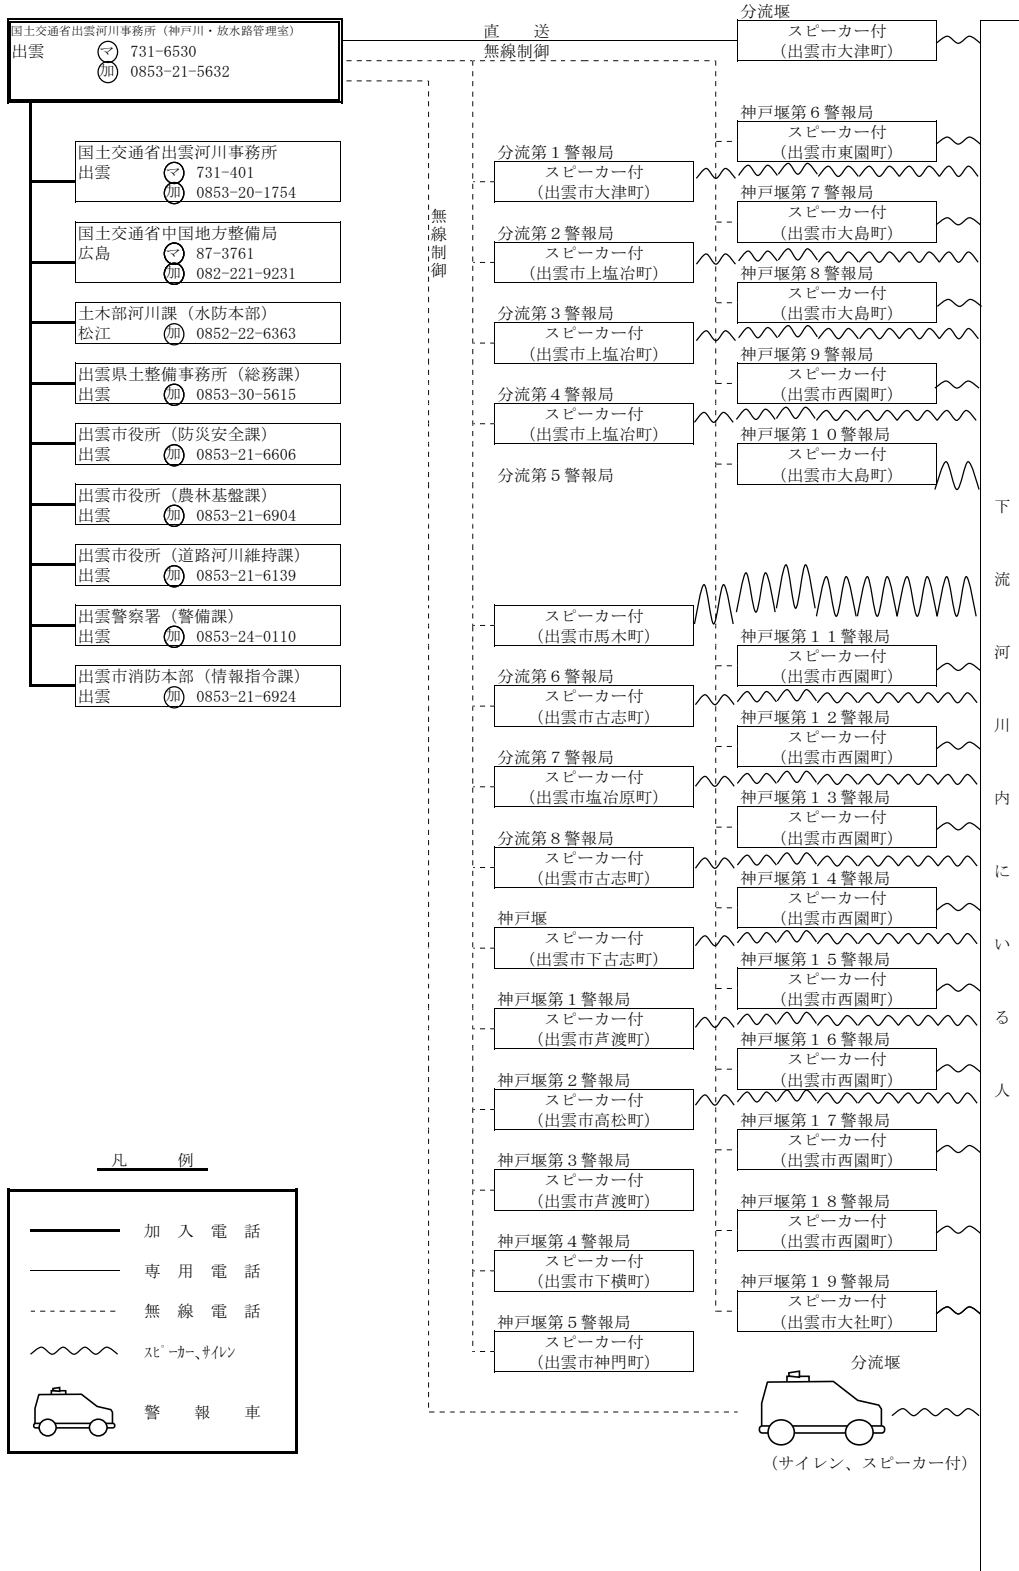 国土交通省出雲河川事務所（神戸川・放水路管理室）
出雲　マ　731-6530
加　0853-21-5632
国土交通省出雲河川事務所
出雲　マ　731-401
加　0853-20-1754
国土交通省中国地方整備局
広島　マ　87-3761
加　082-221-9231
土木部河川課（水防本部）
松江　加　0852-22-6363
出雲県土整備事務所（総務課）
出雲　加　0853-30-5615
出雲市役所（防災安全課）
出雲　加　0853-21-6606
出雲市役所（農林基盤課）
出雲　加　0853-21-6904
出雲市役所（道路河川維持課）
出雲　加　0853-21-6139
出雲警察署（警備課）
出雲　加　0853-24-0110
出雲市消防本部（情報指令課）
出雲　加　0853-21-6924
直　送
無線制御
無線制御
分流第１警報局
スピーカー付
（出雲市大津町）
分流第２警報局
スピーカー付
（出雲市上塩冶町）
分流第３警報局
スピーカー付
（出雲市上塩冶町）
分流第４警報局
スピーカー付
（出雲市上塩冶町）
分流第５警報局
スピーカー付
（出雲市馬木町）
分流第６警報局
スピーカー付
（出雲市古志町）
分流第７警報局
スピーカー付
（出雲市塩冶原町）
分流第８警報局
スピーカー付
（出雲市古志町）
神戸堰
スピーカー付
（出雲市下古志町）
神戸堰第１警報局
スピーカー付
（出雲市芦渡町）
神戸堰第２警報局
スピーカー付
（出雲市高松町）
神戸堰第３警報局
スピーカー付
（出雲市芦渡町）
神戸堰第４警報局
スピーカー付
（出雲市下横町）
神戸堰第５警報局
スピーカー付
（出雲市神門町）
分流堰
スピーカー付
（出雲市大津町）
神戸堰第６警報局
スピーカー付
（出雲市東園町）
神戸堰第７警報局
スピーカー付
（出雲市大島町）
神戸堰第８警報局
スピーカー付
（出雲市大島町）
神戸堰第９警報局
スピーカー付
（出雲市西園町）
神戸堰第１０警報局
スピーカー付
（出雲市大島町）
神戸堰第１１警報局
スピーカー付
（出雲市西園町）
神戸堰第１２警報局
スピーカー付
（出雲市西園町）
神戸堰第１３警報局
スピーカー付
（出雲市西園町）
神戸堰第１４警報局
スピーカー付
（出雲市西園町）
神戸堰第１５警報局
スピーカー付
（出雲市西園町）
神戸堰第１６警報局
スピーカー付
（出雲市西園町）
神戸堰第１７警報局
スピーカー付
（出雲市西園町）
神戸堰第１８警報局
スピーカー付
（出雲市西園町）
神戸堰第１９警報局
スピーカー付
（出雲市大社町）
分流堰
（サイレン、スピーカー付）
下流河川内にいる人
凡　例
加 入 電 話
専 用 電 話
無 線 電 話
ｽﾋﾟｰｶｰ、ｻｲﾚﾝ
警 報 車